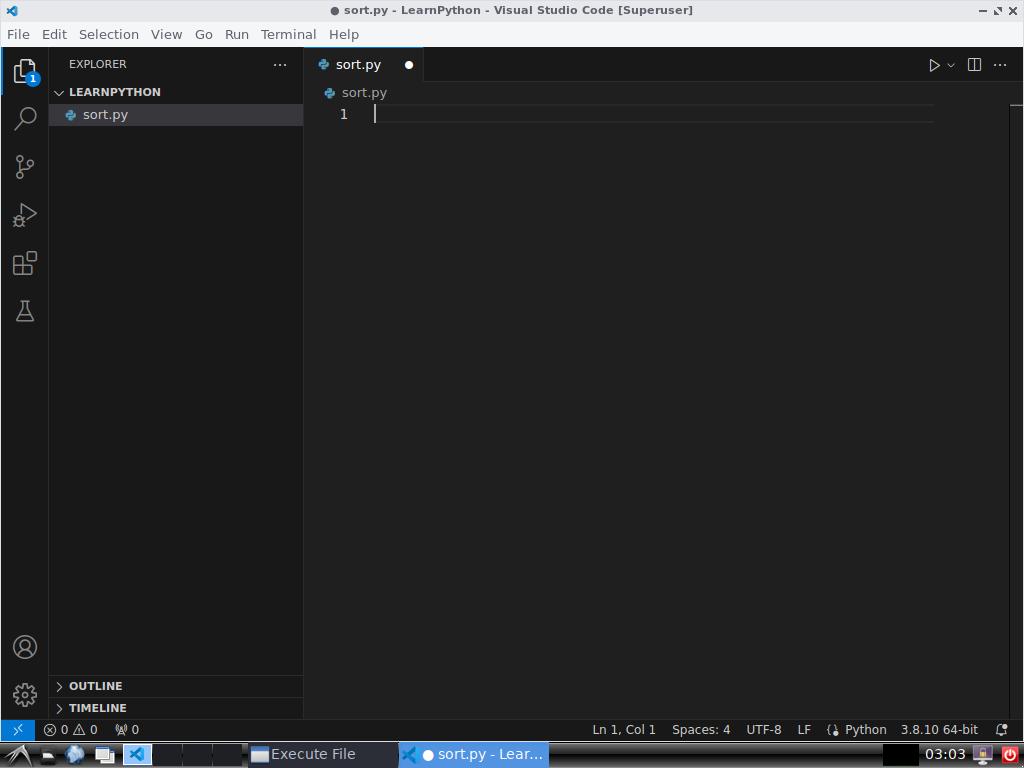 ● sort.py - LearnPython - Visual Studio Code [Superuser]
File Edit Selection View Go Run Terminal Help
EXPLORER
LEARNPYTHON
sort.py
OUTLINE
TIMELINE
1
sort.py ●
sort.py
1
0 0 0
Ln 1, Col 1 Spaces: 4 UTF-8 LF Python 3.8.10 64-bit
Execute File
● sort.py - Lear...
03:03